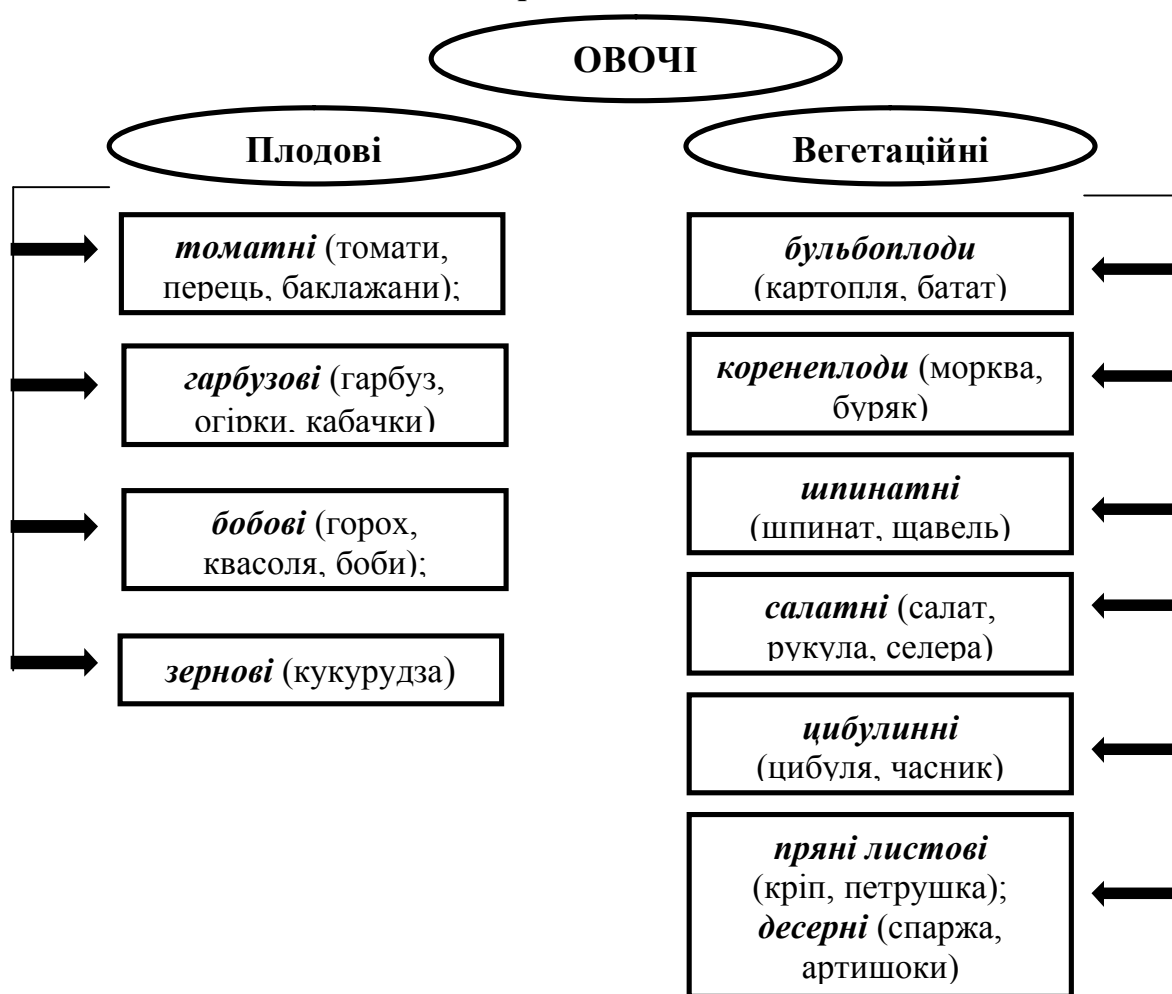 ОВОЧІ
Плодові
томатні (томати,
перець, баклажани);
гарбузові (гарбуз,
огірки, кабачки)
бобові (горох,
квасоля, боби);
зернові (кукурудза)
Вегетаційні
бульбоплоди
(картопля, батат)
коренеплоди (морква,
буряк)
шпинатні
(шпинат, щавель)
салатні (салат,
рукула, селера)
цибулинні
(цибуля, часник)
пряні листові
(кріп, петрушка);
десерні (спаржа,
артишоки)